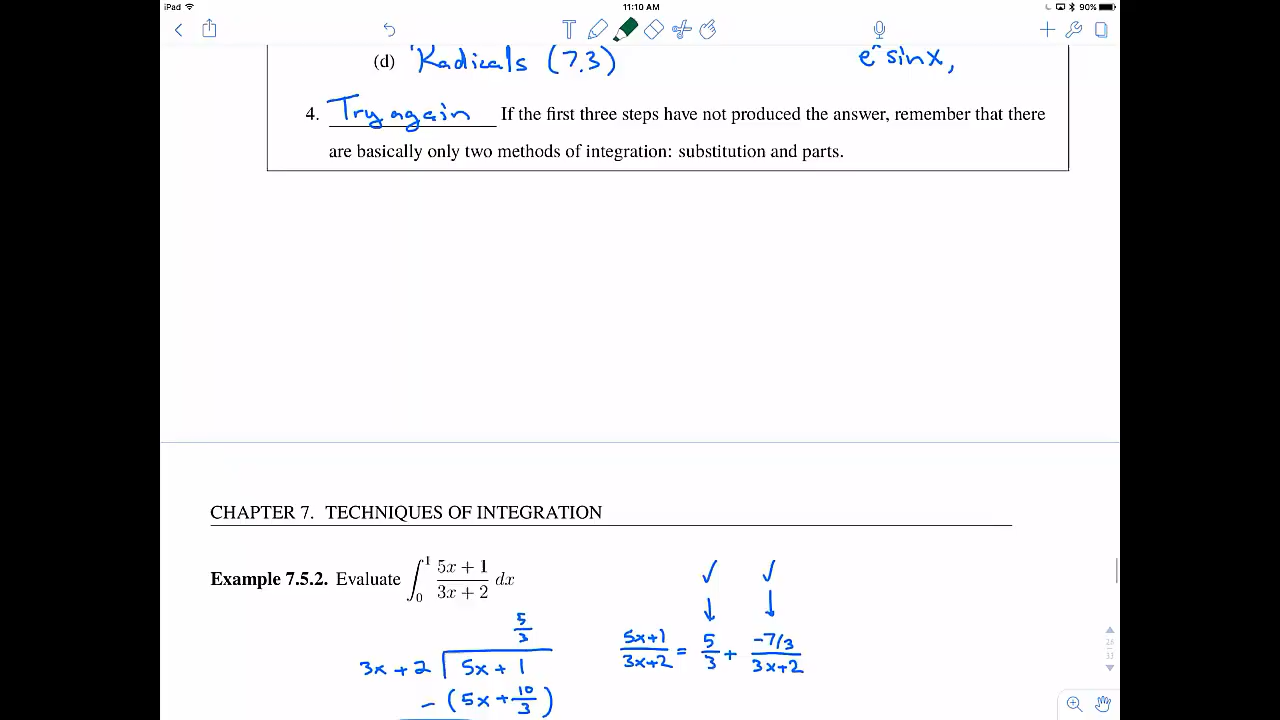 iPad 11:10 AM 90%
T
(d) Radicals (7.3) eˣ sin x,
4. Try again If the first three steps have not produced the answer, remember that there
are basically only two methods of integration: substitution and parts.
CHAPTER 7. TECHNIQUES OF INTEGRATION
Example 7.5.2. Evaluate ∫₀¹ (5x + 1)/(3x + 2) dx
✓ ✓
↓ ↓
5/3
3x + 2 5x + 1
(5x+1)/(3x+2) = 5/3 + (-7/3)/(3x+2)
- (5x + 10/3)